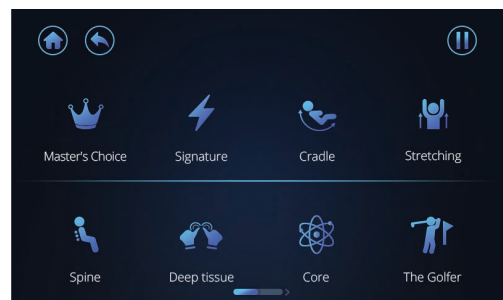 Master's Choice
Signature
Cradle
Stretching
Spine
Deep tissue
Core
The Golfer